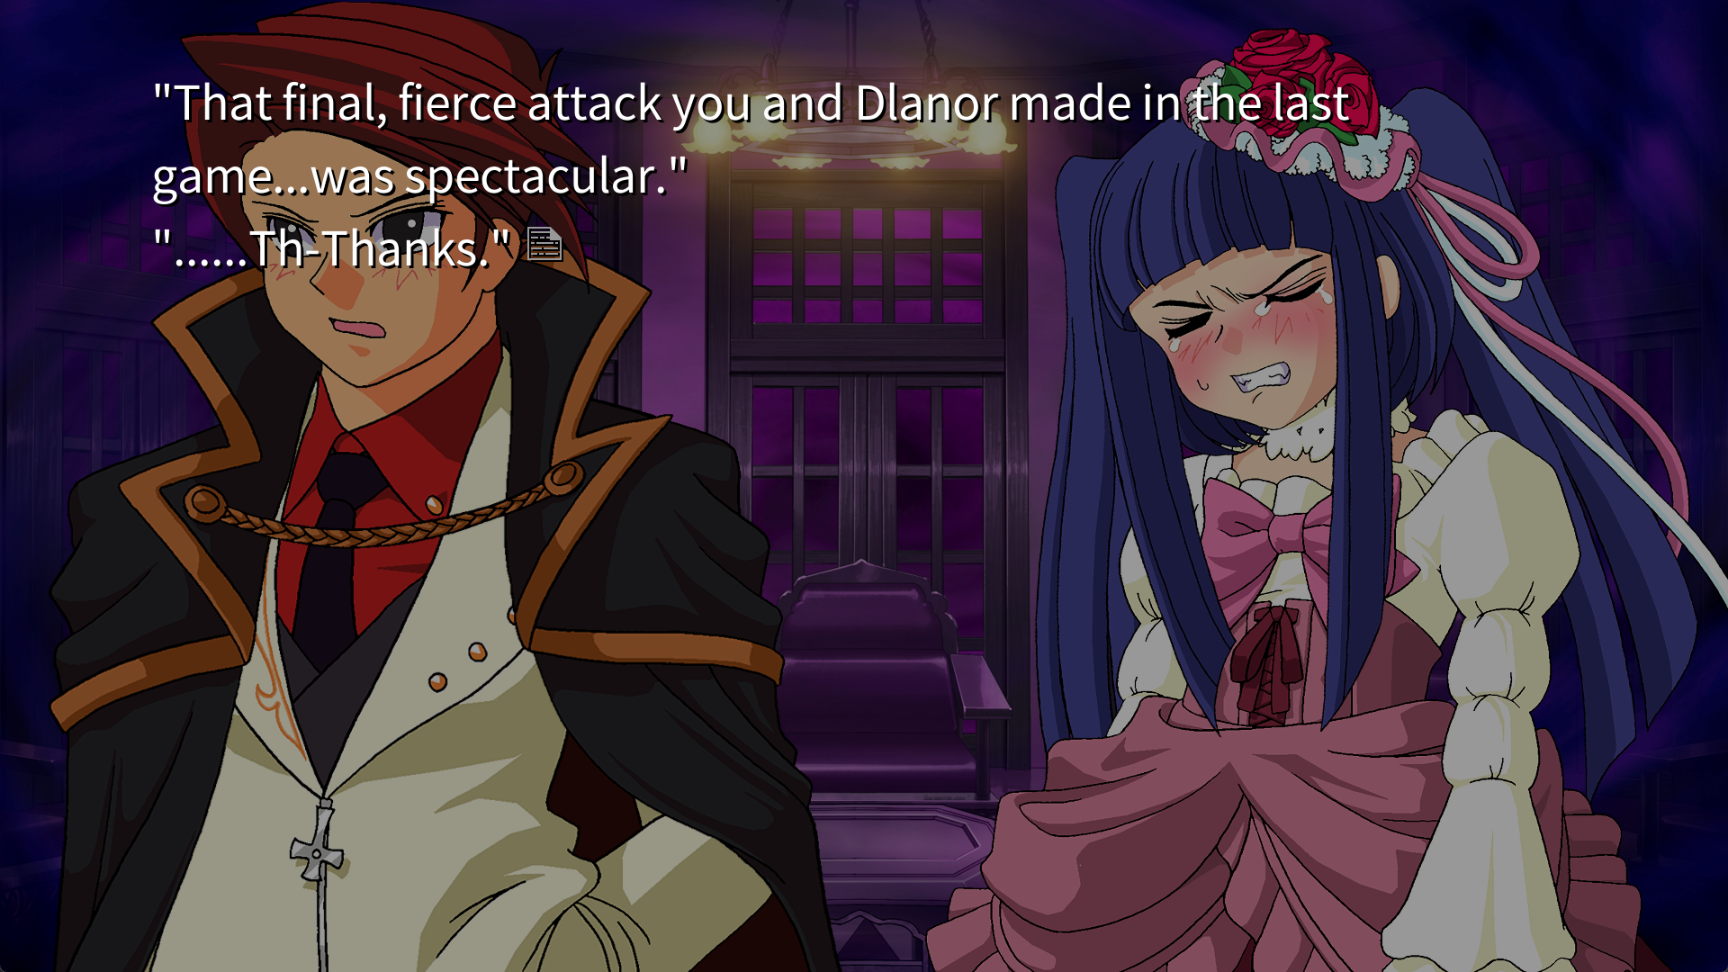 "That final, fierce attack you and Dlanor made in the last
game...was spectacular."
"......Th-Thanks."